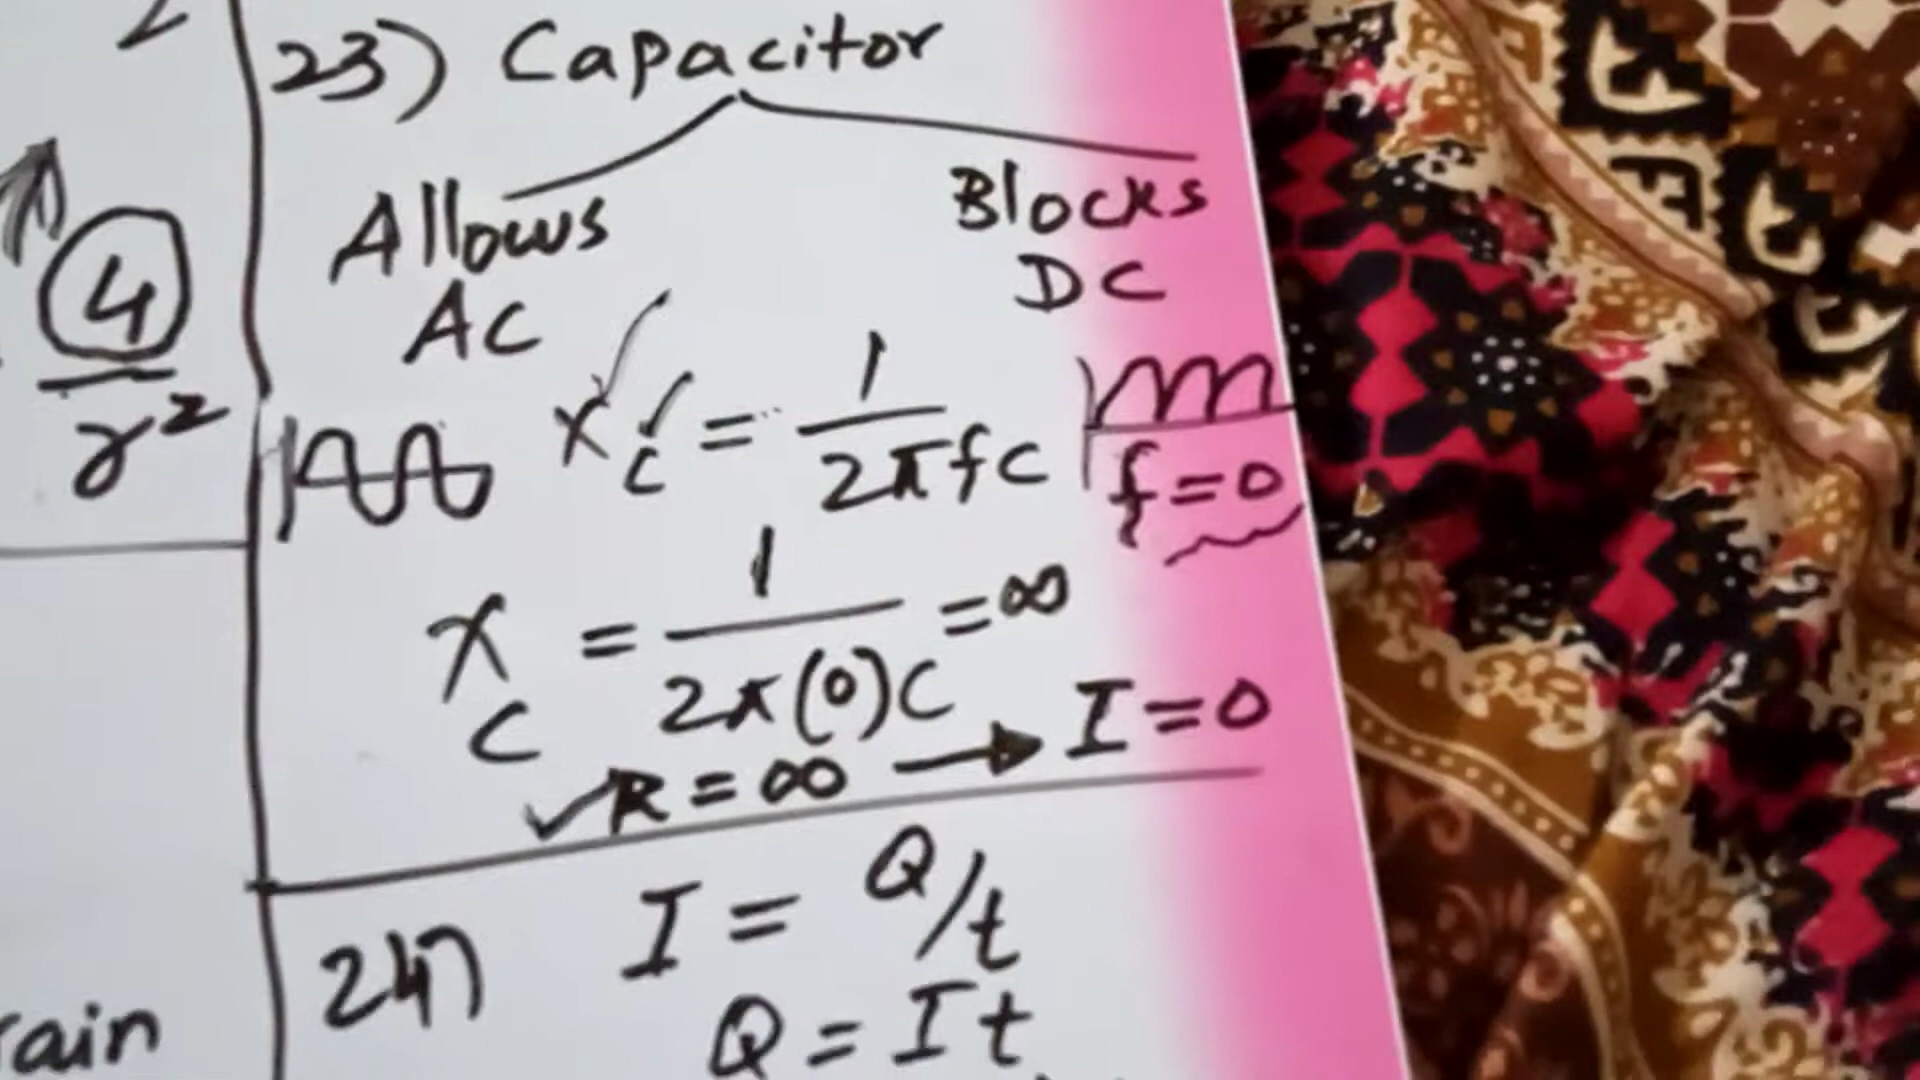 23) Capacitor
Allows
AC
Blocks
DC
4
r²
Xc = 1/2πfC
f=0
Xc = 1/2π(0)C = ∞
R = ∞ → I = 0
24) I = Q/t
Q = It